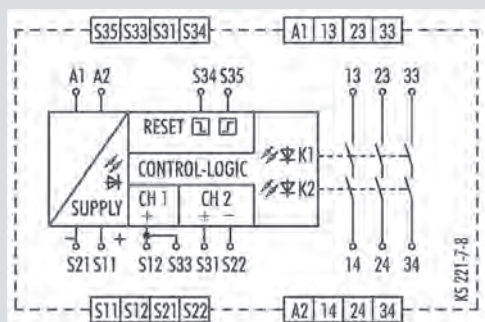 S35 S33 S31 S34 A1 13 23 33
A1 A2 S34 S35 13 23 33
RESET
K1
CONTROL-LOGIC
K2
CH 1 CH 2
SUPPLY + + −
− +
S21 S11 S12 S33 S31 S22 14 24 34
S11 S12 S21 S22 A2 14 24 34
KS 221-7-8